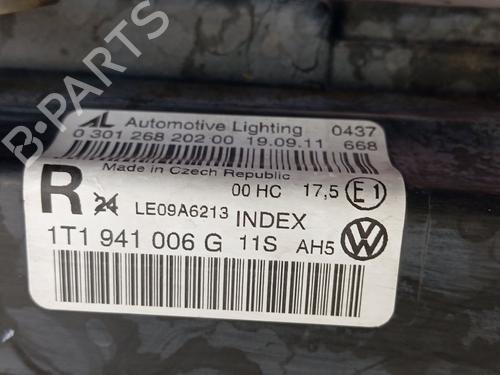 AL Automotive Lighting 0437
0 301 268 202 00 19.09.11 668
Made in Czech Republic
00 HC 17,5 E1
R 24 LE09A6213 INDEX
1T1 941 006 G 11S AH5
B-PARTS